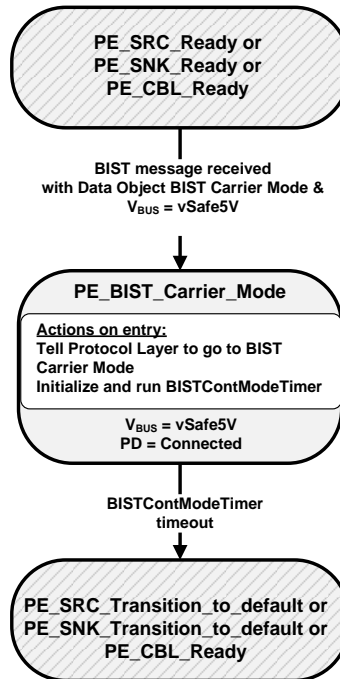 PE_SRC_Ready or
PE_SNK_Ready or
PE_CBL_Ready
BIST message received
with Data Object BIST Carrier Mode &
VBUS = vSafe5V
PE_BIST_Carrier_Mode
Actions on entry:
Tell Protocol Layer to go to BIST
Carrier Mode
Initialize and run BISTContModeTimer
VBUS = vSafe5V
PD = Connected
BISTContModeTimer
timeout
PE_SRC_Transition_to_default or
PE_SNK_Transition_to_default or
PE_CBL_Ready